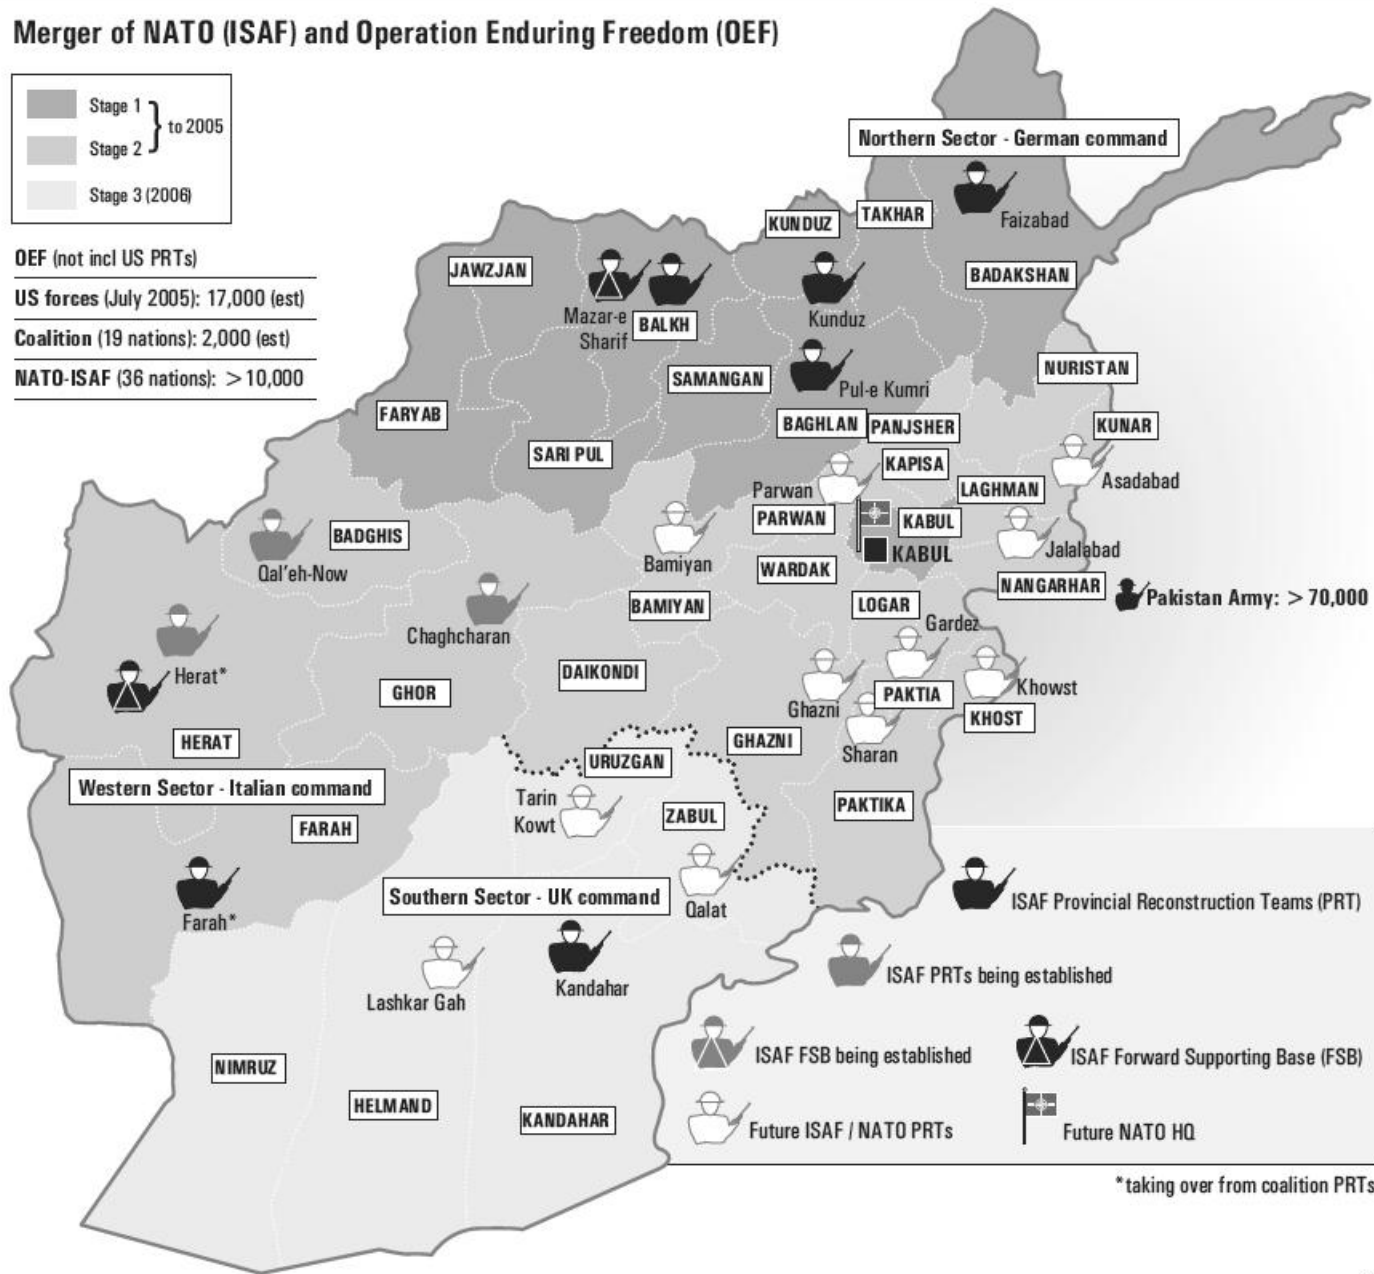 Merger of NATO (ISAF) and Operation Enduring Freedom (OEF)
Stage 1
Stage 2
} to 2005
Stage 3 (2006)
OEF (not incl US PRTs)
US forces (July 2005): 17,000 (est)
Coalition (19 nations): 2,000 (est)
NATO-ISAF (36 nations): > 10,000
Northern Sector - German command
Faizabad
TAKHAR
KUNDUZ
BADAKSHAN
JAWZJAN
Mazar-e
Sharif
BALKH
Kunduz
SAMANGAN
Pul-e Kumri
NURISTAN
FARYAB
BAGHLAN
PANJSHER
KUNAR
SARI PUL
KAPISA
Asadabad
Parwan
LAGHMAN
PARWAN
KABUL
BADGHIS
KABUL
Jalalabad
Qal'eh-Now
Bamiyan
WARDAK
NANGARHAR
Pakistan Army: > 70,000
BAMIYAN
LOGAR
Gardez
Chaghcharan
Herat*
DAIKONDI
GHOR
PAKTIA
Khowst
Ghazni
KHOST
HERAT
GHAZNI
Sharan
URUZGAN
Western Sector - Italian command
Tarin
Kowt
ZABUL
PAKTIKA
FARAH
Southern Sector - UK command
Qalat
Farah*
Lashkar Gah
Kandahar
NIMRUZ
HELMAND
KANDAHAR
ISAF Provincial Reconstruction Teams (PRT)
ISAF PRTs being established
ISAF FSB being established
ISAF Forward Supporting Base (FSB)
Future ISAF / NATO PRTs
Future NATO HQ
*taking over from coalition PRTs